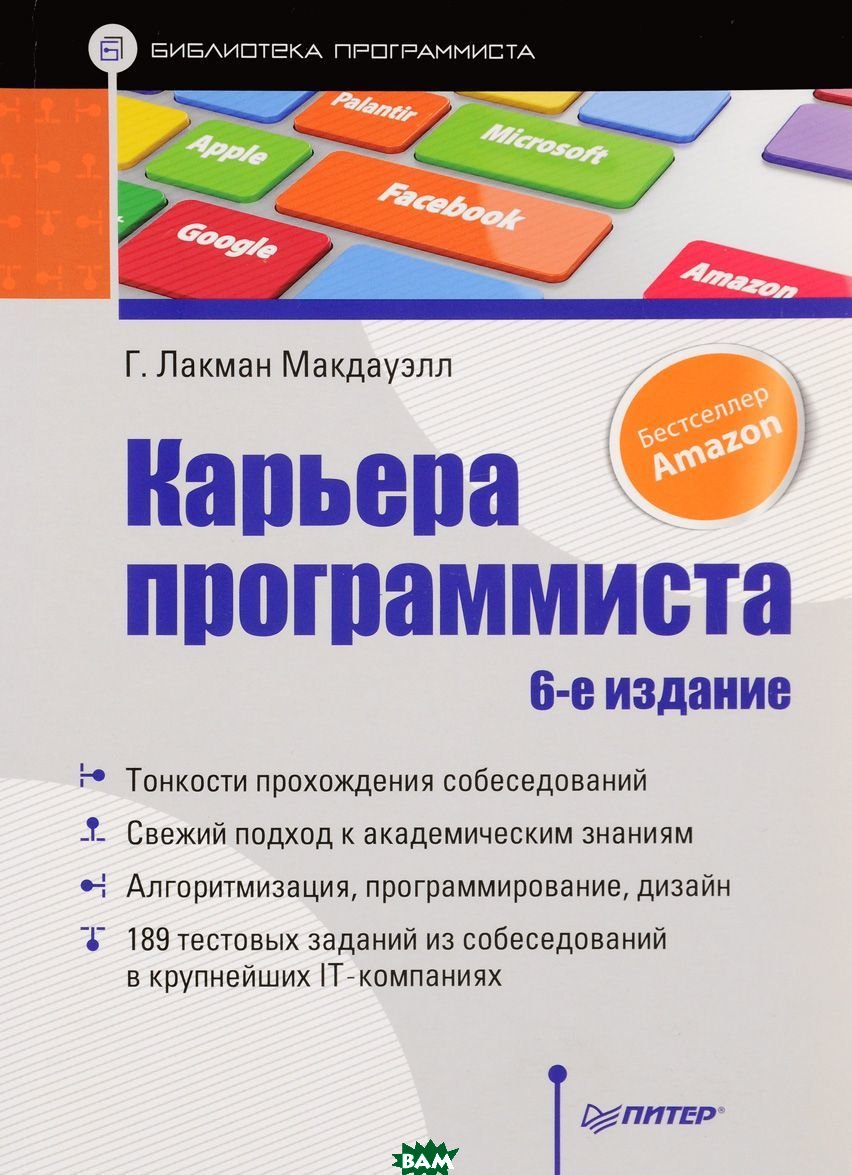 БИБЛИОТЕКА ПРОГРАММИСТА
Palantir
Apple
Microsoft
Facebook
Google
Amazon
Г. Лакман Макдауэлл
Бестселлер
Amazon
Карьера
программиста
6-е издание
Тонкости прохождения собеседований
Свежий подход к академическим знаниям
Алгоритмизация, программирование, дизайн
189 тестовых заданий из собеседований
в крупнейших IT-компаниях
ПИТЕР®
BAM